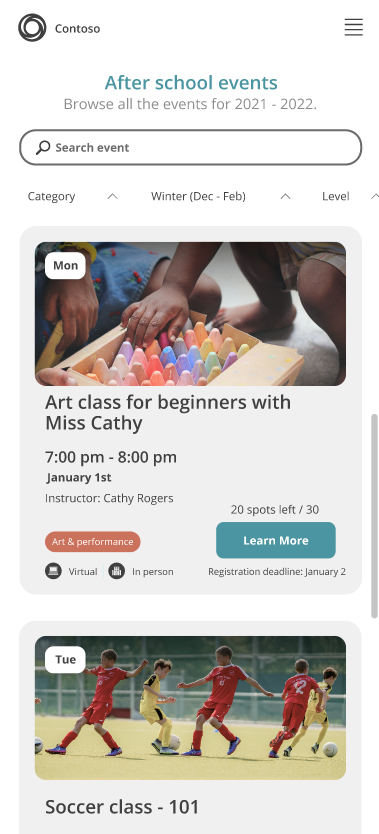 Contoso
After school events
Browse all the events for 2021 - 2022.
Search event
Category Winter (Dec - Feb) Level
Mon
Art class for beginners with
Miss Cathy
7:00 pm - 8:00 pm
January 1st
Instructor: Cathy Rogers
20 spots left / 30
Art & performance
Learn More
Virtual In person
Registration deadline: January 2
Tue
Soccer class - 101